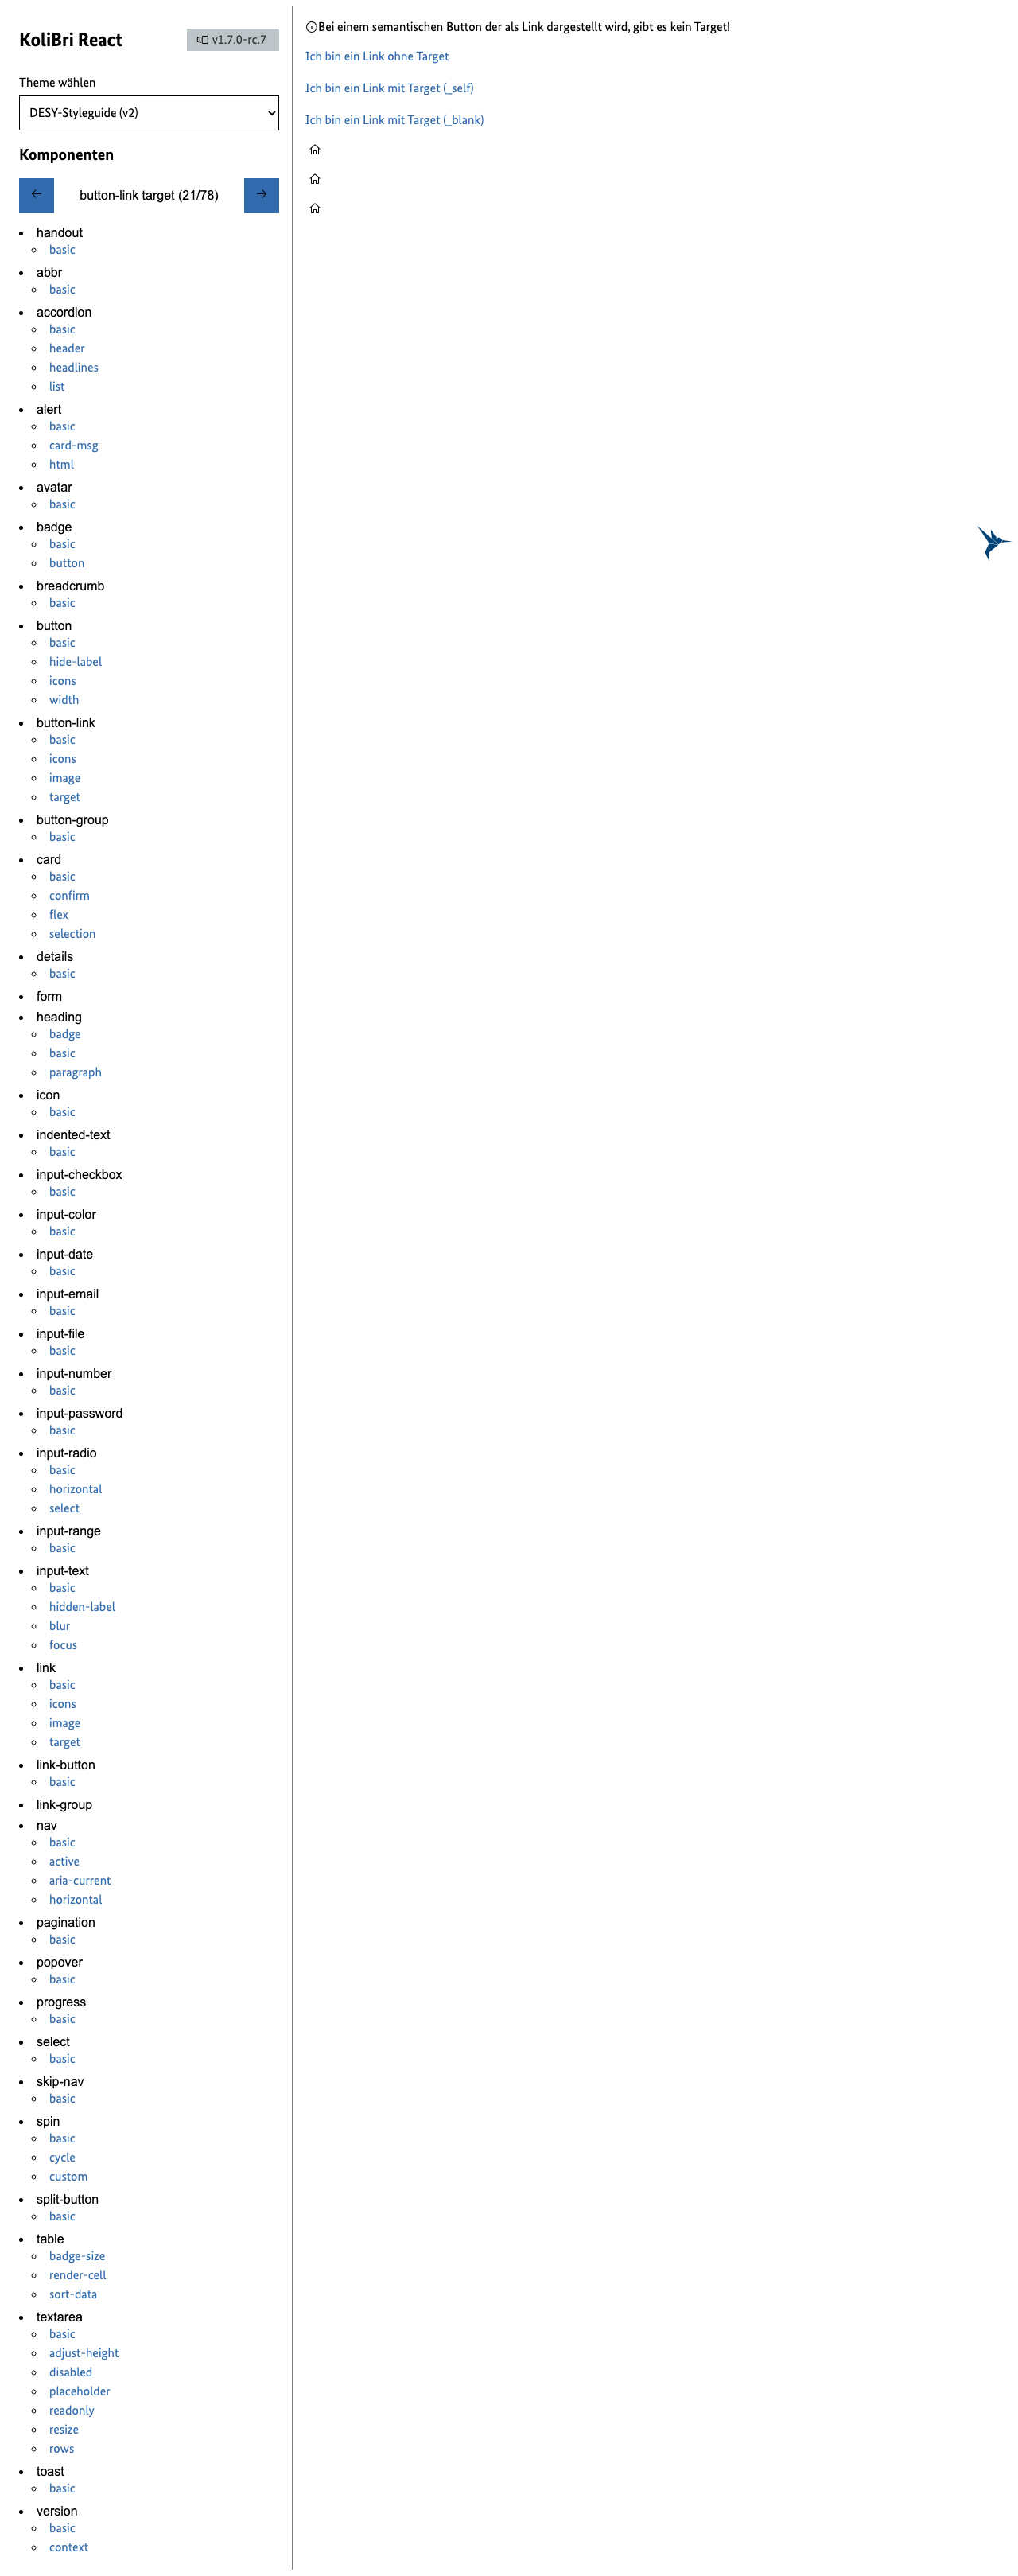 KoliBri React
v1.7.0-rc.7
Theme wählen
DESY-Styleguide (v2)
Komponenten
button-link target (21/78)
handout
basic
abbr
basic
accordion
basic
header
headlines
list
alert
basic
card-msg
html
avatar
basic
badge
basic
button
breadcrumb
basic
button
basic
hide-label
icons
width
button-link
basic
icons
image
target
button-group
basic
card
basic
confirm
flex
selection
details
basic
form
heading
badge
basic
paragraph
icon
basic
indented-text
basic
input-checkbox
basic
input-color
basic
input-date
basic
input-email
basic
input-file
basic
input-number
basic
input-password
basic
input-radio
basic
horizontal
select
input-range
basic
input-text
basic
hidden-label
blur
focus
link
basic
icons
image
target
link-button
basic
link-group
nav
basic
active
aria-current
horizontal
pagination
basic
popover
basic
progress
basic
select
basic
skip-nav
basic
spin
basic
cycle
custom
split-button
basic
table
badge-size
render-cell
sort-data
textarea
basic
adjust-height
disabled
placeholder
readonly
resize
rows
toast
basic
version
basic
context
Bei einem semantischen Button der als Link dargestellt wird, gibt es kein Target!
Ich bin ein Link ohne Target
Ich bin ein Link mit Target (_self)
Ich bin ein Link mit Target (_blank)